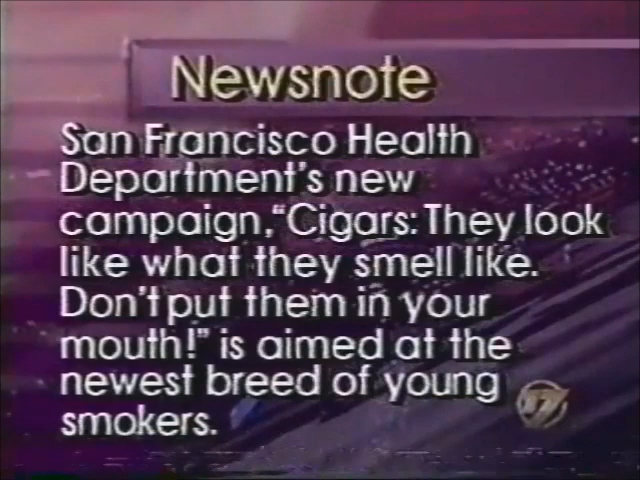 Newsnote
San Francisco Health
Department's new
campaign,"Cigars: They look
like what they smell like.
Don't put them in your
mouth!" is aimed at the
newest breed of young
smokers.
17